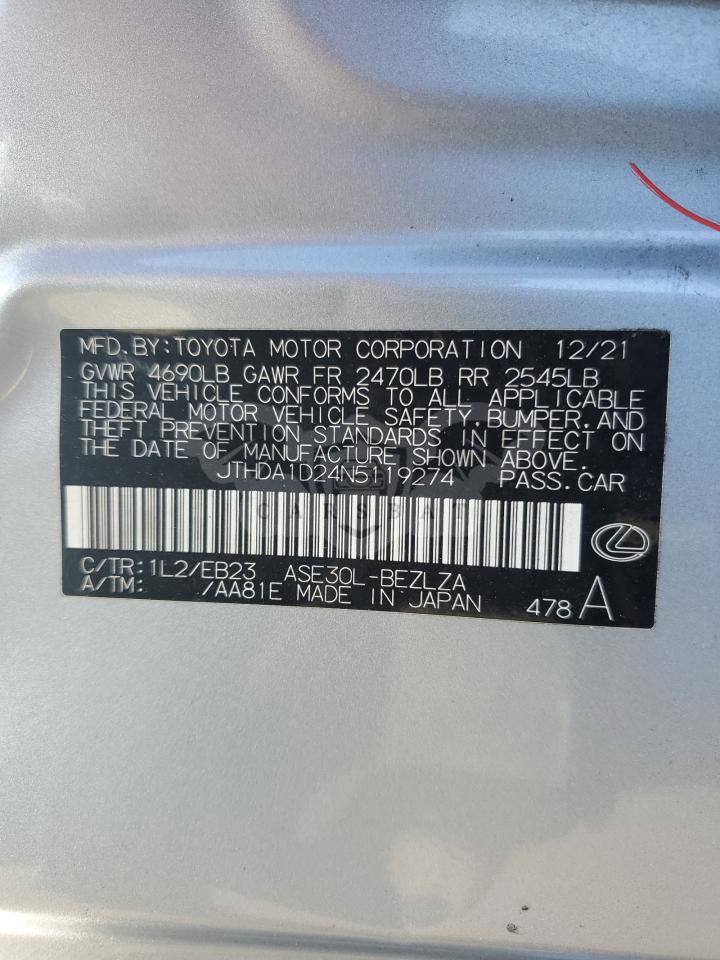 MFD.BY:TOYOTA MOTOR CORPORATION 12/21
GVWR 4690LB GAWR FR 2470LB RR 2545LB
THIS VEHICLE CONFORMS TO ALL APPLICABLE
FEDERAL MOTOR VEHICLE SAFETY, BUMPER,AND
THEFT PREVENTION STANDARDS IN EFFECT ON
THE DATE OF MANUFACTURE SHOWN ABOVE.
JTHDA1D24N5119274 PASS.CAR
CARSBAT
C/TR:1L2/EB23 ASE30L-BEZLZA
A/TM: /AA81E MADE IN JAPAN 478 A